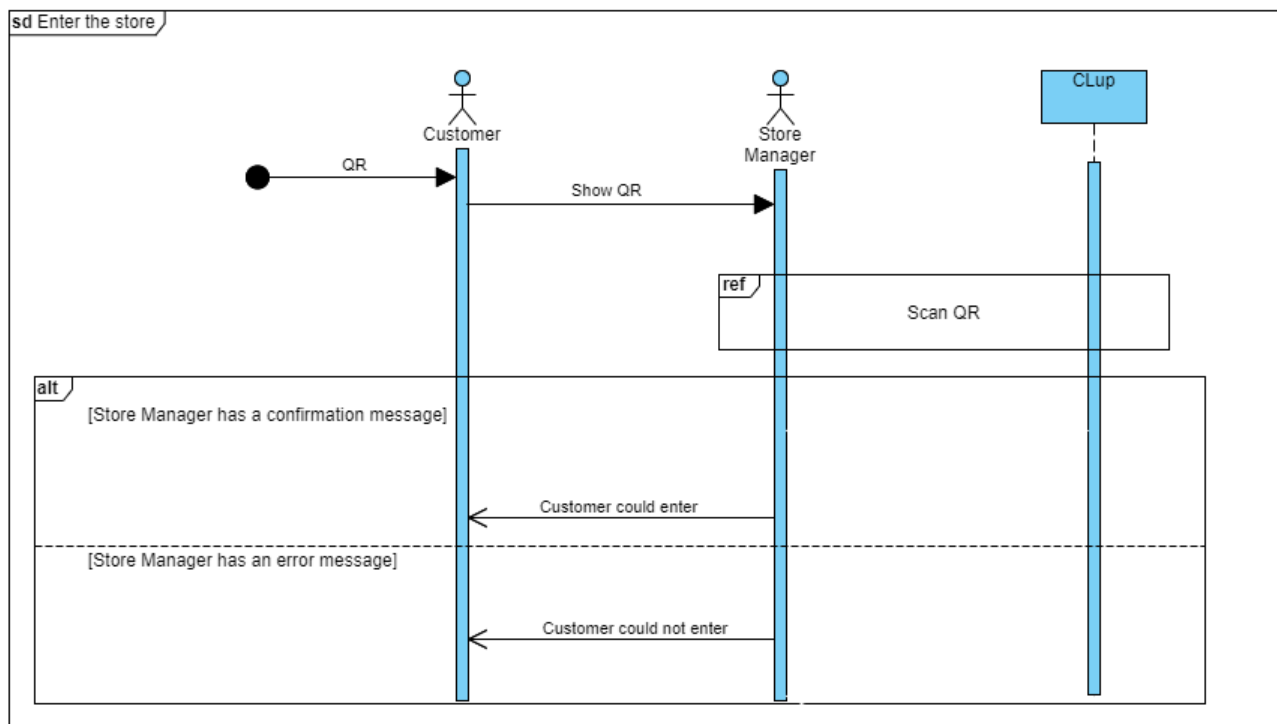 sd Enter the store
Customer
Store
Manager
CLup
QR
Show QR
ref
Scan QR
alt
[Store Manager has a confirmation message]
Customer could enter
[Store Manager has an error message]
Customer could not enter